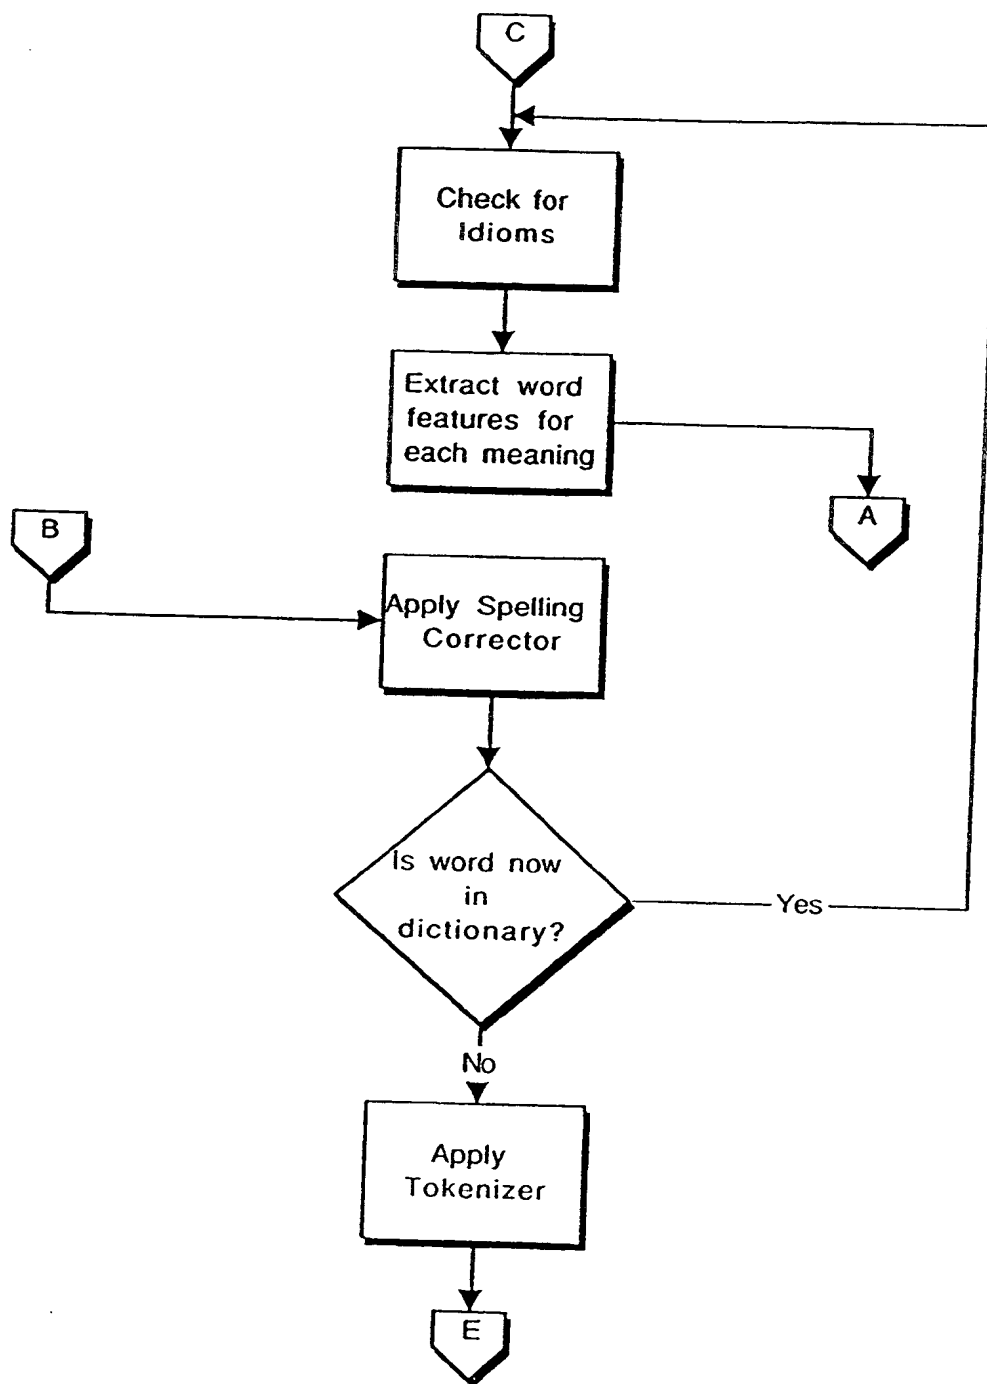 C
Check for
Idioms
Extract word
features for
each meaning
A
B
Apply Spelling
Corrector
Is word now
in
dictionary?
Yes
No
Apply
Tokenizer
E